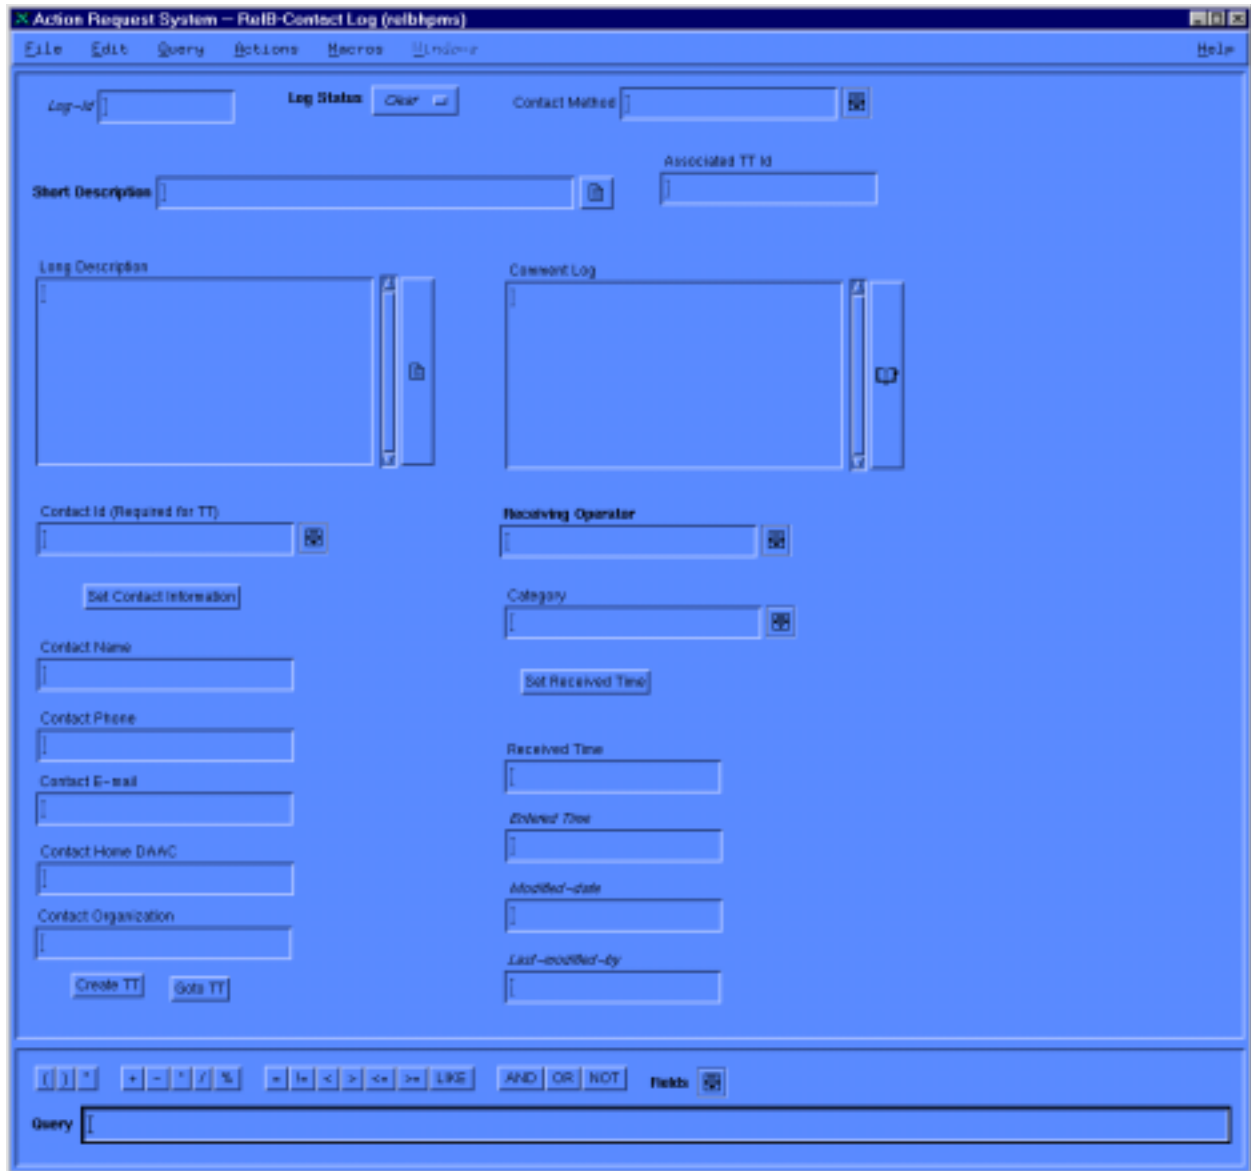 Action Request System – RelB-Contact Log (relbhpms)
File Edit Query Actions Macros Windows Help
Log-Id Log Status Clear Contact Method
Associated TT Id
Short Description
Long Description Comment Log
Contact Id (Required for TT) Receiving Operator
Set Contact Information Category
Contact Name Set Received Time
Contact Phone
Received Time
Contact E-mail
Entered Time
Contact Home DAAC
Modified-date
Contact Organization
Last-modified-by
Create TT Goto TT
( ) " + - * / % = != < > <= >= LIKE AND OR NOT Fields
Query